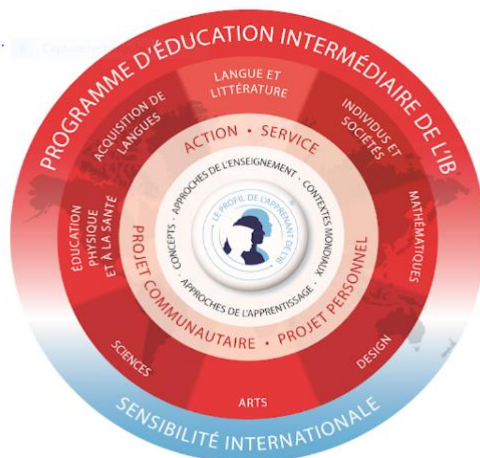 PROGRAMME D'ÉDUCATION INTERMÉDIAIRE DE L'IB
LANGUE ET
LITTÉRATURE
ACQUISITION DE
LANGUES
INDIVIDUS ET
SOCIÉTÉS
ÉDUCATION
PHYSIQUE
ET À LA SANTÉ
MATHÉMATIQUES
SCIENCES
ARTS
DESIGN
ACTION • SERVICE
PROJET COMMUNAUTAIRE • PROJET PERSONNEL
CONCEPTS · APPROCHES DE L'ENSEIGNEMENT · CONTEXTES MONDIAUX ·
APPROCHES DE L'APPRENTISSAGE ·
LE PROFIL DE L'APPRENANT DE L'IB
SENSIBILITÉ INTERNATIONALE